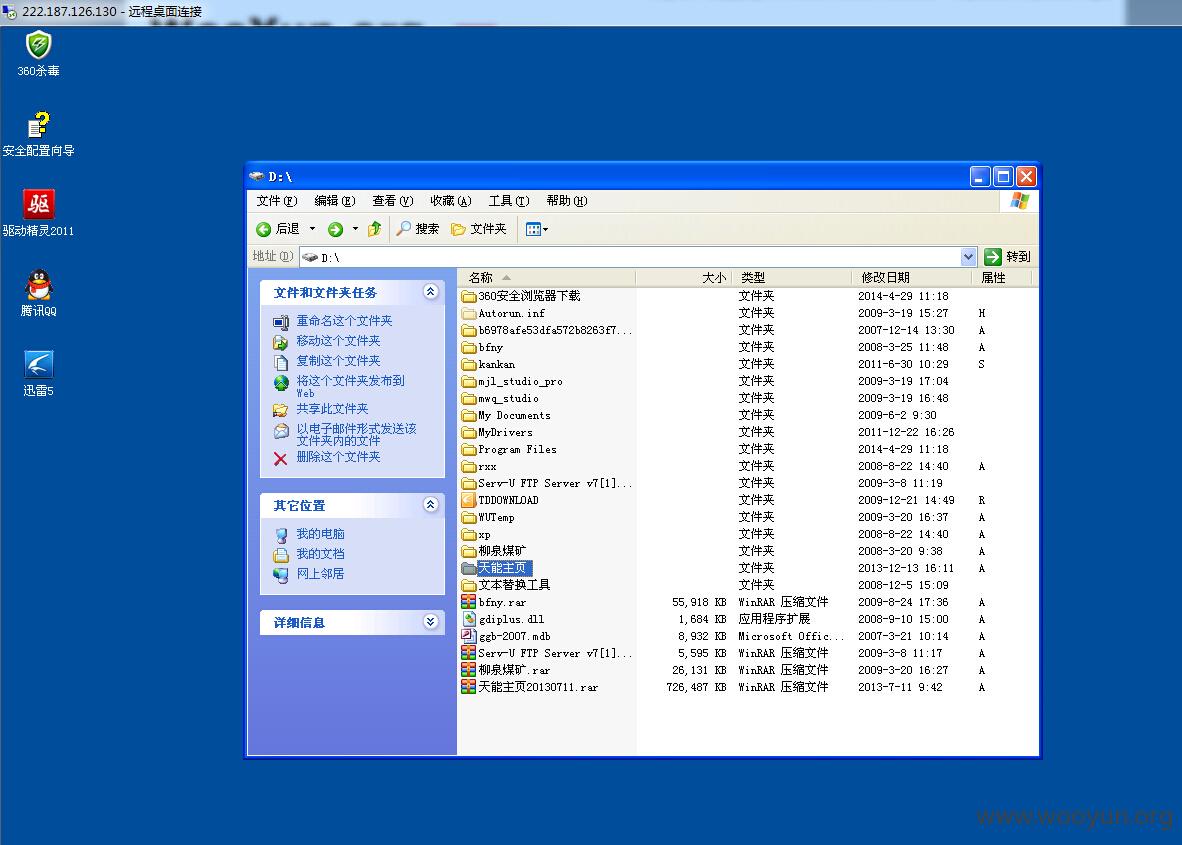 222.187.126.130 - 远程桌面连接
360杀毒
安全配置向导
驱
驱动精灵2011
腾讯QQ
迅雷5
D:\
文件(F) 编辑(E) 查看(V) 收藏(A) 工具(T) 帮助(H)
后退 搜索 文件夹
地址(D) D:\ 转到
文件和文件夹任务
重命名这个文件夹
移动这个文件夹
复制这个文件夹
将这个文件夹发布到
Web
共享此文件夹
以电子邮件形式发送该
文件夹内的文件
删除这个文件夹
其它位置
我的电脑
我的文档
网上邻居
详细信息
名称 大小 类型 修改日期 属性
360安全浏览器下载 文件夹 2014-4-29 11:18
Autorun.inf 文件夹 2009-3-19 15:27 H
b6978afe53dfa572b8263f7... 文件夹 2007-12-14 13:30 A
bfny 文件夹 2008-3-25 11:48 A
kankan 文件夹 2011-6-30 10:29 S
mjl_studio_pro 文件夹 2009-3-19 17:04
mwq_studio 文件夹 2009-3-19 16:48
My Documents 文件夹 2009-6-2 9:30
MyDrivers 文件夹 2011-12-22 16:26
Program Files 文件夹 2014-4-29 11:18
rxx 文件夹 2008-8-22 14:40 A
Serv-U FTP Server v7[1]... 文件夹 2009-3-8 11:19
TDDOWNLOAD 文件夹 2009-12-21 14:49 R
WUTemp 文件夹 2009-3-20 16:37 A
xp 文件夹 2008-8-22 14:40 A
柳泉煤矿 文件夹 2008-3-20 9:38 A
天能主页 文件夹 2013-12-13 16:11 A
文本替换工具 文件夹 2008-12-5 15:09
bfny.rar 55,918 KB WinRAR 压缩文件 2009-8-24 17:36 A
gdiplus.dll 1,684 KB 应用程序扩展 2008-9-10 15:00 A
ggb-2007.mdb 8,932 KB Microsoft Offic... 2007-3-21 10:14 A
Serv-U FTP Server v7[1]... 5,595 KB WinRAR 压缩文件 2009-3-8 11:17 A
柳泉煤矿.rar 26,131 KB WinRAR 压缩文件 2009-3-20 16:27 A
天能主页20130711.rar 726,487 KB WinRAR 压缩文件 2013-7-11 9:42 A
www.wooyun.org